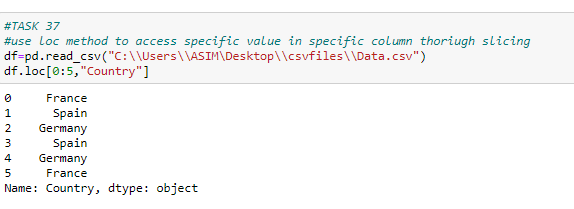 #TASK 37
#use loc method to access specific value in specific column thoriugh slicing
df=pd.read_csv("C:\\Users\\ASIM\Desktop\\csvfiles\\Data.csv")
df.loc[0:5,"Country"]
0 France
1 Spain
2 Germany
3 Spain
4 Germany
5 France
Name: Country, dtype: object